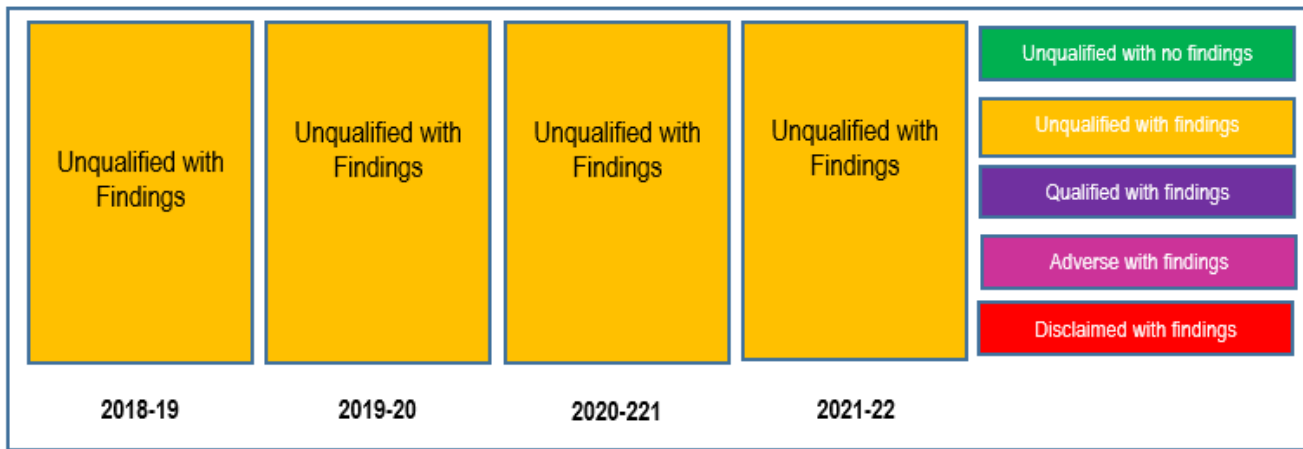 Unqualified with
Findings
Unqualified with
Findings
Unqualified with
Findings
Unqualified with
Findings
Unqualified with no findings
Unqualified with findings
Qualified with findings
Adverse with findings
Disclaimed with findings
2018-19
2019-20
2020-221
2021-22